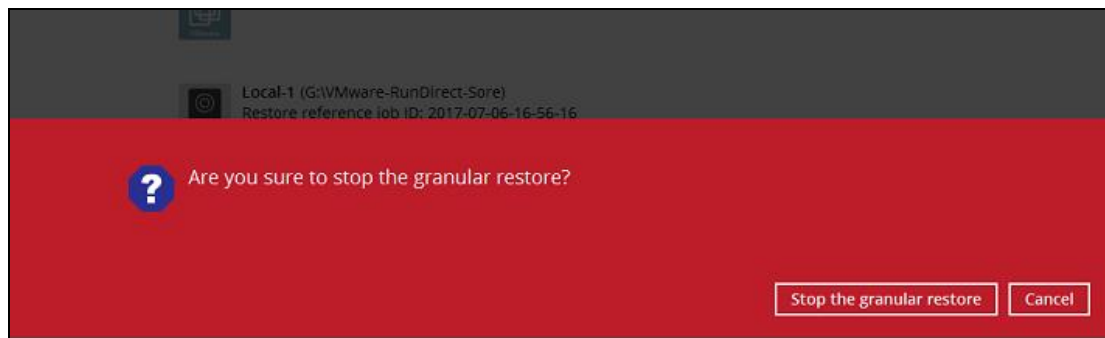 Local-1 (G:\VMware-RunDirect-Sore)
Restore reference job ID: 2017-07-06-16-56-16
Are you sure to stop the granular restore?
Stop the granular restore Cancel